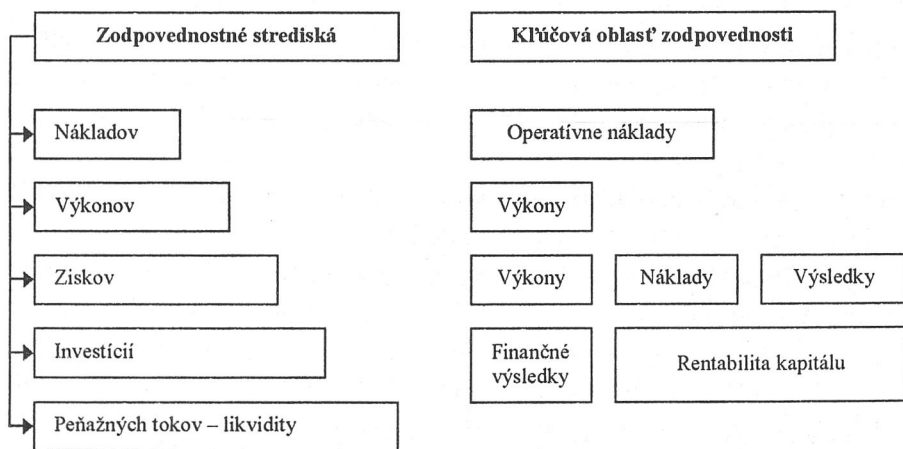 Zodpovednostné strediská
Kľúčová oblasť zodpovednosti
Nákladov
Operatívne náklady
Výkonov
Výkony
Ziskov
Výkony
Náklady
Výsledky
Investícií
Finančné
výsledky
Rentabilita kapitálu
Peňažných tokov – likvidity